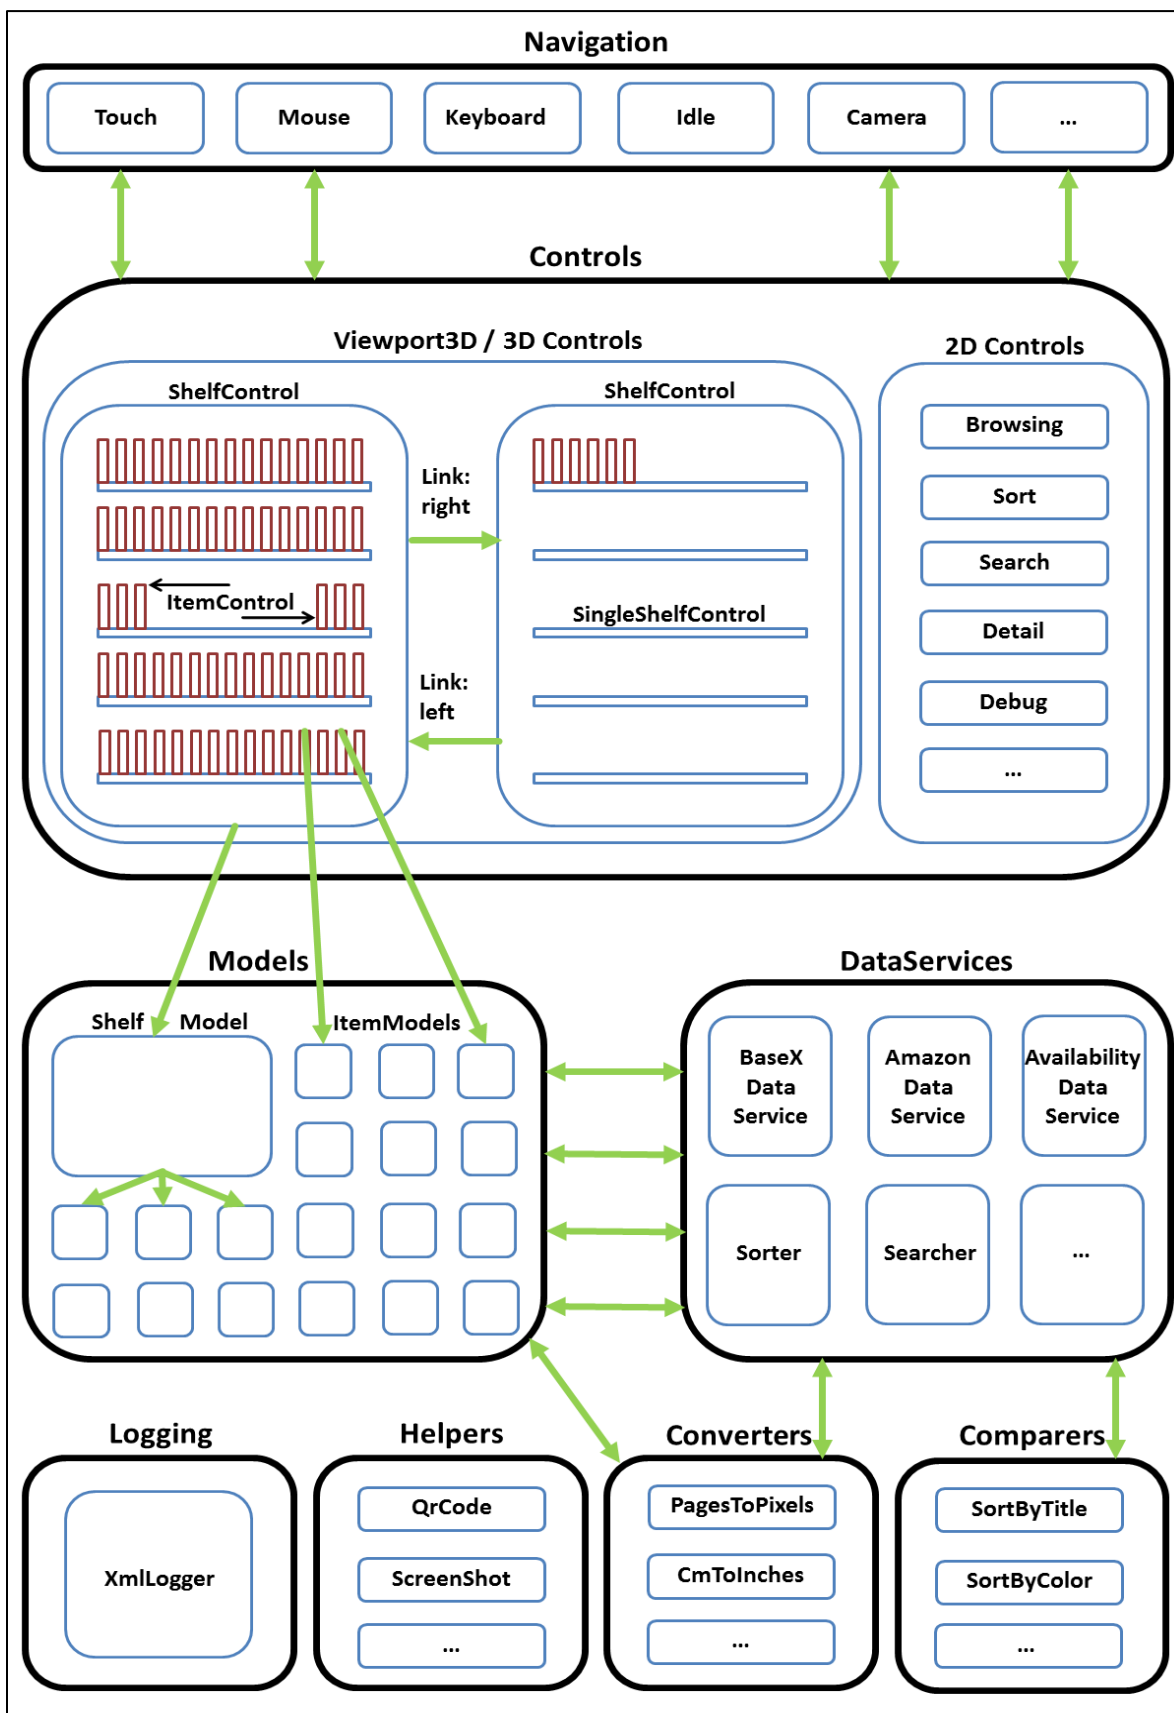 Navigation
Touch
Mouse
Keyboard
Idle
Camera
...
Controls
Viewport3D / 3D Controls
2D Controls
ShelfControl
ShelfControl
Link:
right
ItemControl
SingleShelfControl
Link:
left
Browsing
Sort
Search
Detail
Debug
...
Models
Shelf Model
ItemModels
DataServices
BaseX
Data
Service
Amazon
Data
Service
Availability
Data
Service
Sorter
Searcher
...
Logging
XmlLogger
Helpers
QrCode
ScreenShot
...
Converters
PagesToPixels
CmToInches
...
Comparers
SortByTitle
SortByColor
...